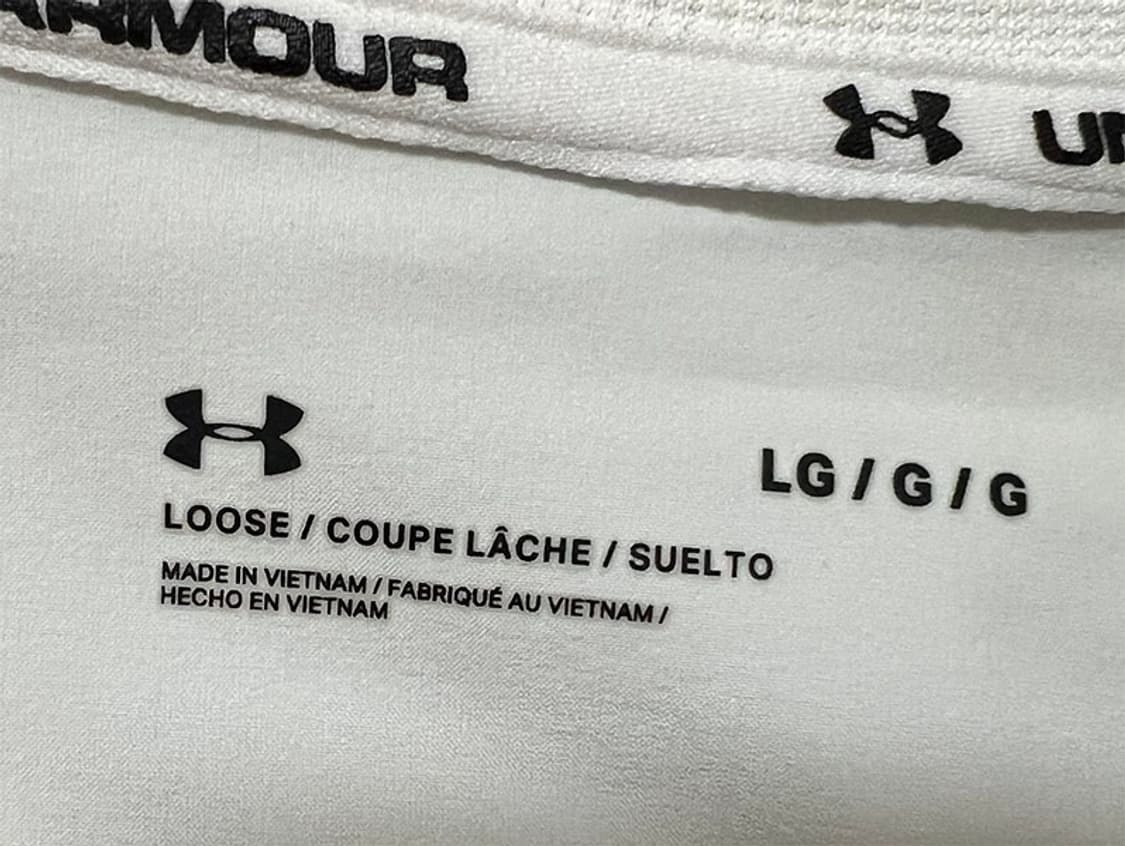 ARMOUR UN
LG / G / G
LOOSE / COUPE LÂCHE / SUELTO
MADE IN VIETNAM / FABRIQUÉ AU VIETNAM /
HECHO EN VIETNAM